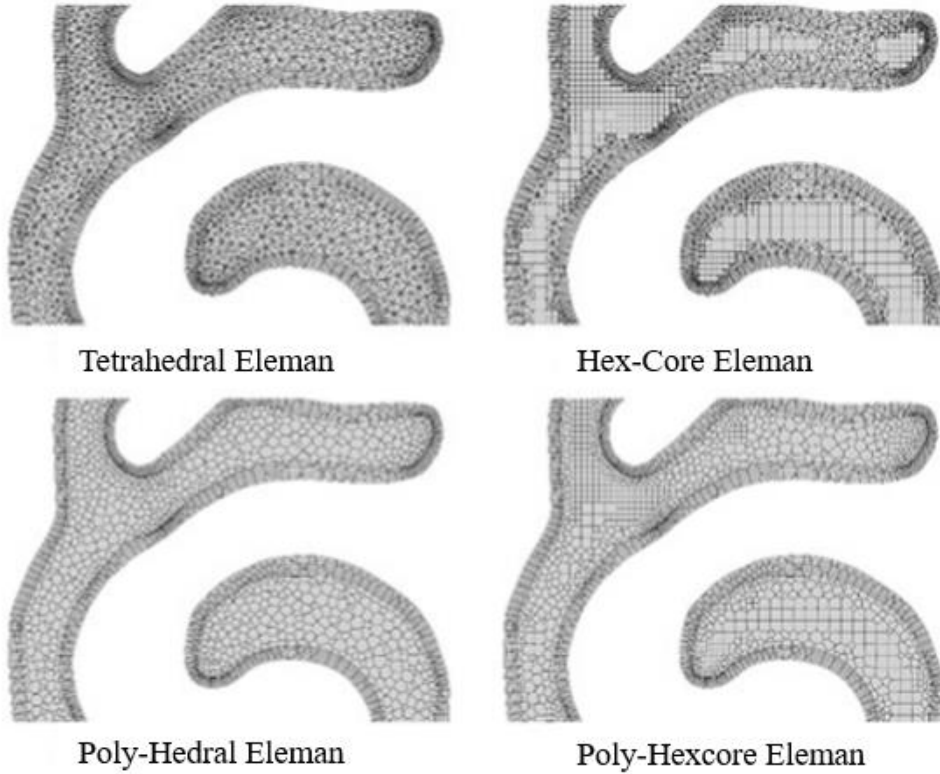 Tetrahedral Eleman
Hex-Core Eleman
Poly-Hedral Eleman
Poly-Hexcore Eleman